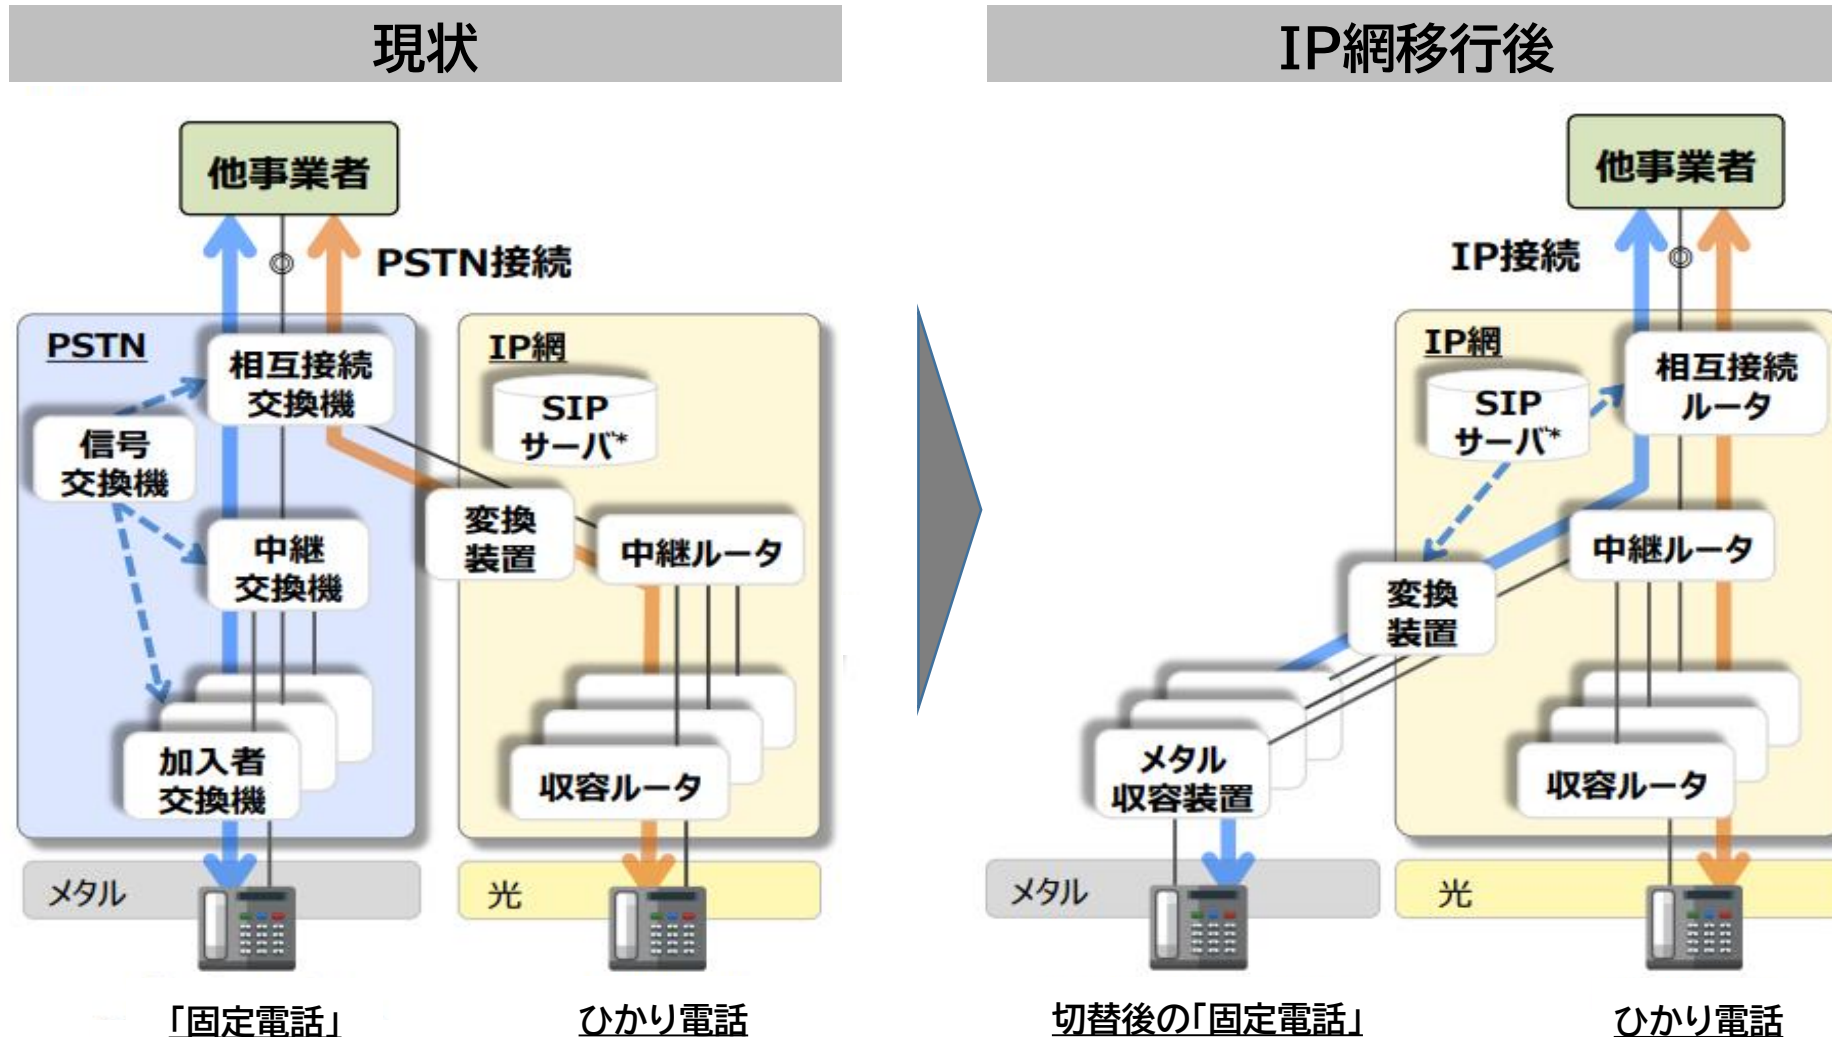 現状
他事業者
PSTN接続
PSTN
相互接続
交換機
信号
交換機
中継
交換機
加入者
交換機
IP網
SIP
サーバ*
変換
装置
中継ルータ
収容ルータ
メタル
光
「固定電話」
ひかり電話
IP網移行後
他事業者
IP接続
IP網
相互接続
ルータ
SIP
サーバ*
中継ルータ
変換
装置
メタル
収容装置
収容ルータ
メタル
光
切替後の「固定電話」
ひかり電話